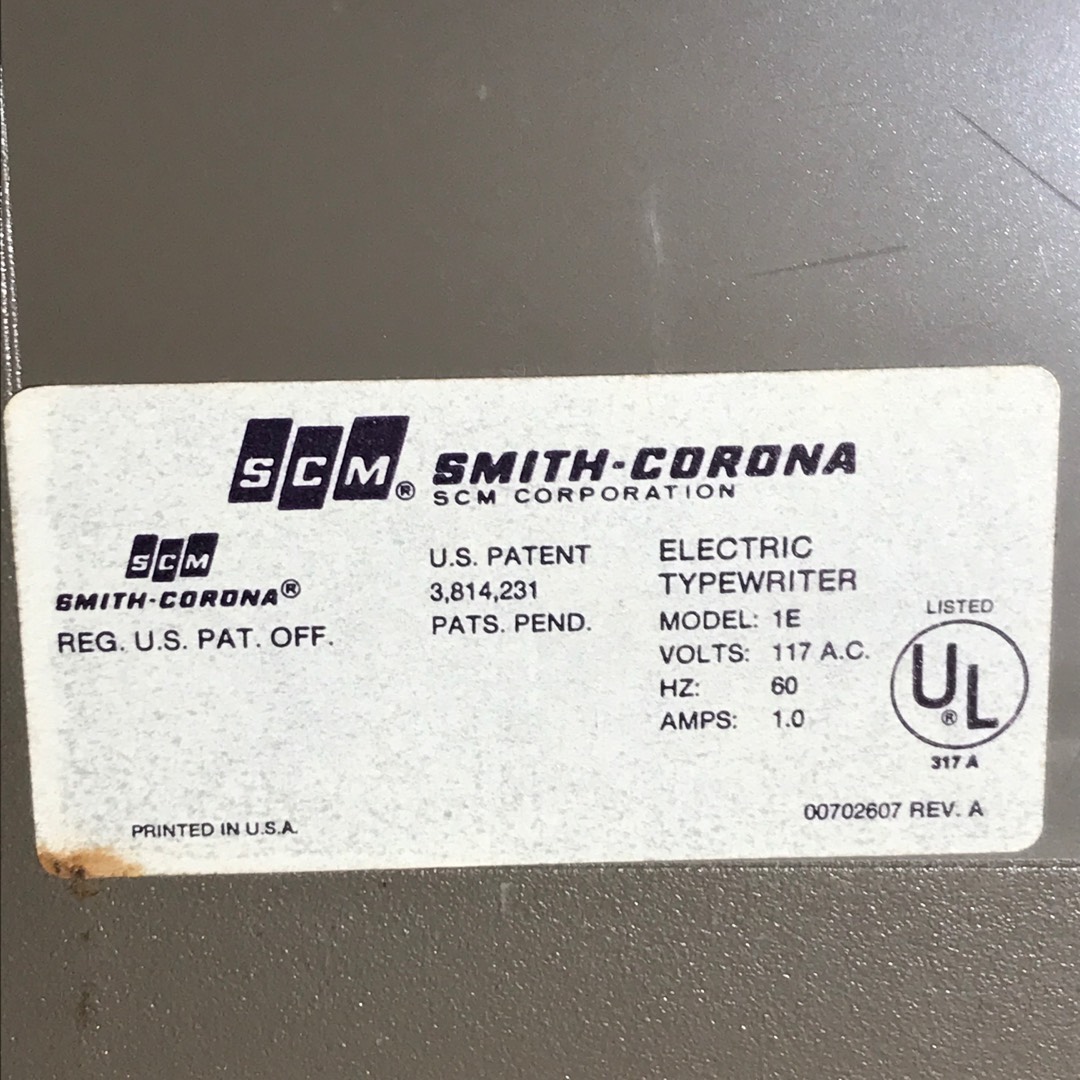 SCM® SMITH-CORONA
SCM CORPORATION
SCM
SMITH-CORONA®
REG. U.S. PAT. OFF.
U.S. PATENT
3,814,231
PATS. PEND.
ELECTRIC
TYPEWRITER
MODEL: 1E
VOLTS: 117 A.C.
HZ: 60
AMPS: 1.0
LISTED
UL®
317 A
00702607 REV. A
PRINTED IN U.S.A.